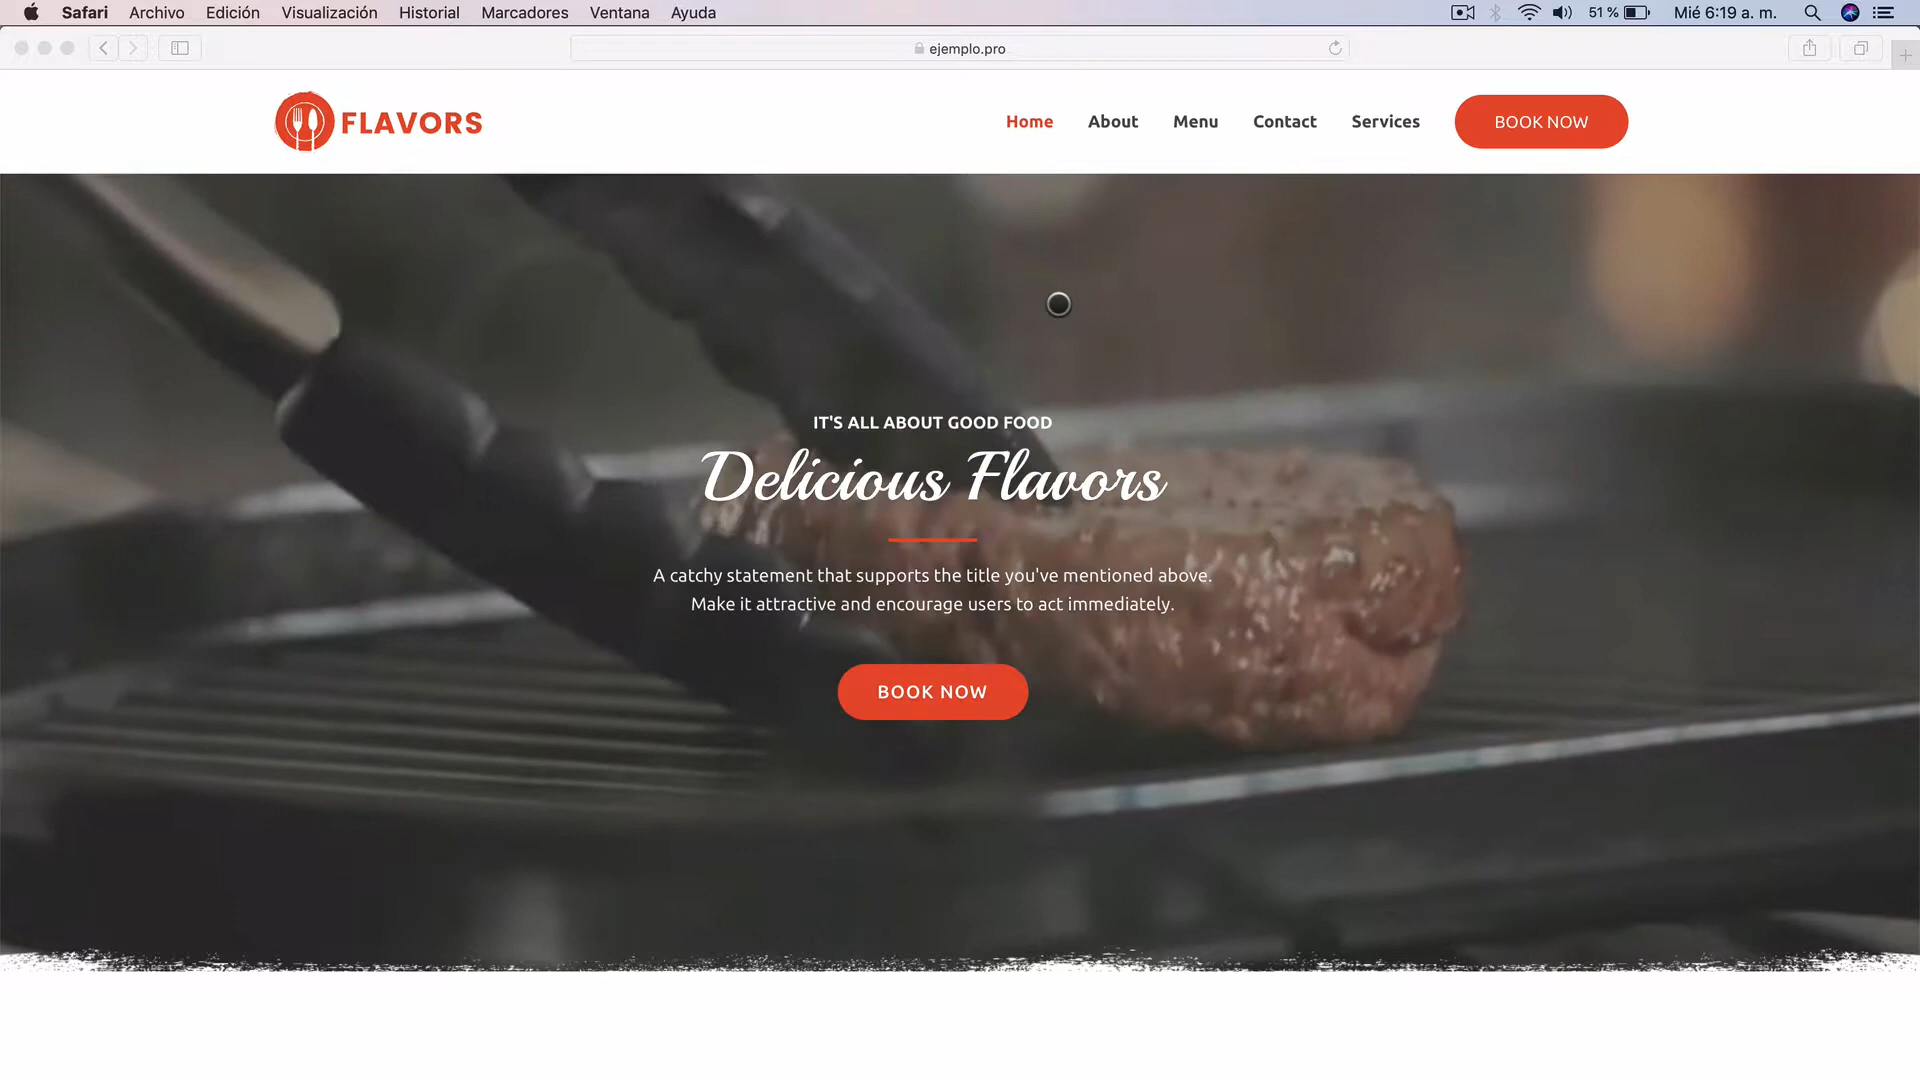 Safari Archivo Edición Visualización Historial Marcadores Ventana Ayuda 51 % Mié 6:19 a. m.
ejemplo.pro
FLAVORS Home About Menu Contact Services BOOK NOW
IT'S ALL ABOUT GOOD FOOD
Delicious Flavors
A catchy statement that supports the title you've mentioned above.
Make it attractive and encourage users to act immediately.
BOOK NOW